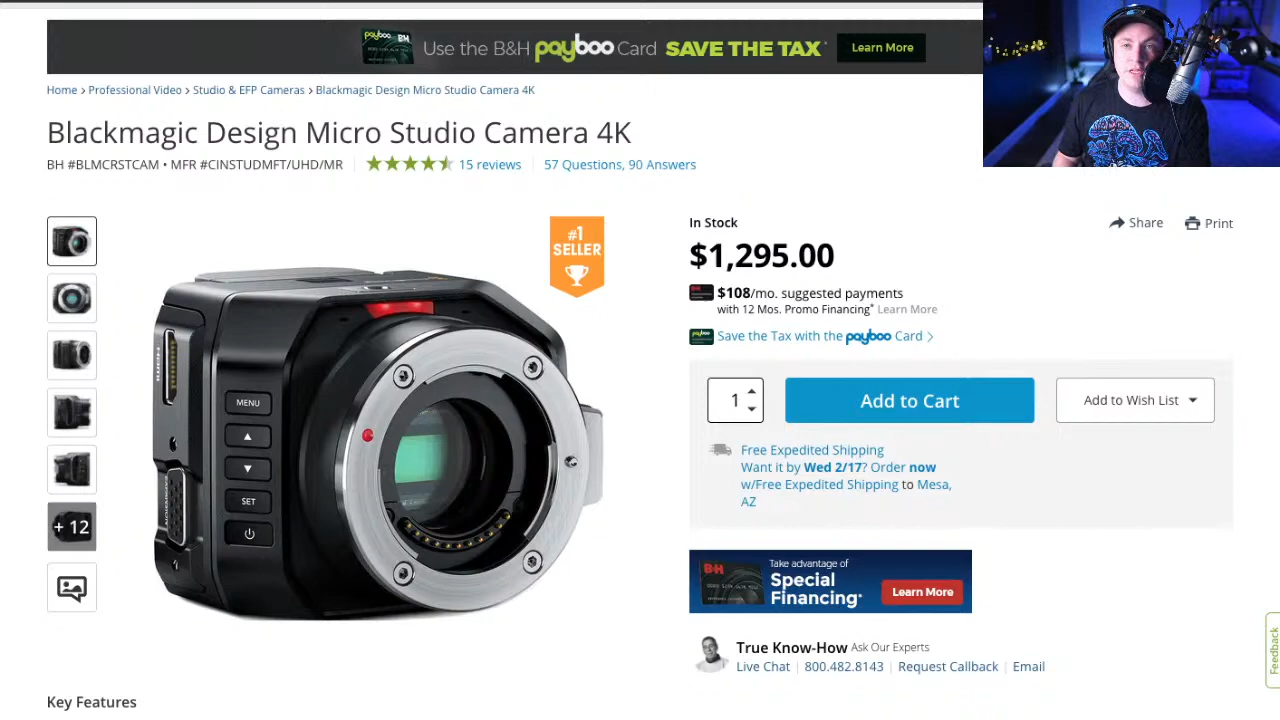 payboo B&H Use the B&H payboo Card SAVE THE TAX* Learn More
Home › Professional Video › Studio & EFP Cameras › Blackmagic Design Micro Studio Camera 4K
Blackmagic Design Micro Studio Camera 4K
BH #BLMCRSTCAM • MFR #CINSTUDMFT/UHD/MR 15 reviews 57 Questions, 90 Answers
#1
SELLER
In Stock
Share Print
$1,295.00
$108/mo. suggested payments
with 12 Mos. Promo Financing* Learn More
Save the Tax with the payboo Card >
1 Add to Cart Add to Wish List
Free Expedited Shipping
Want it by Wed 2/17? Order now
w/Free Expedited Shipping to Mesa,
AZ
HDMI
MENU
SET
EXPANSION
+ 12
B&H
Take advantage of
Special
Financing*
Learn More
True Know-How Ask Our Experts
Live Chat | 800.482.8143 | Request Callback | Email
Feedback
Key Features